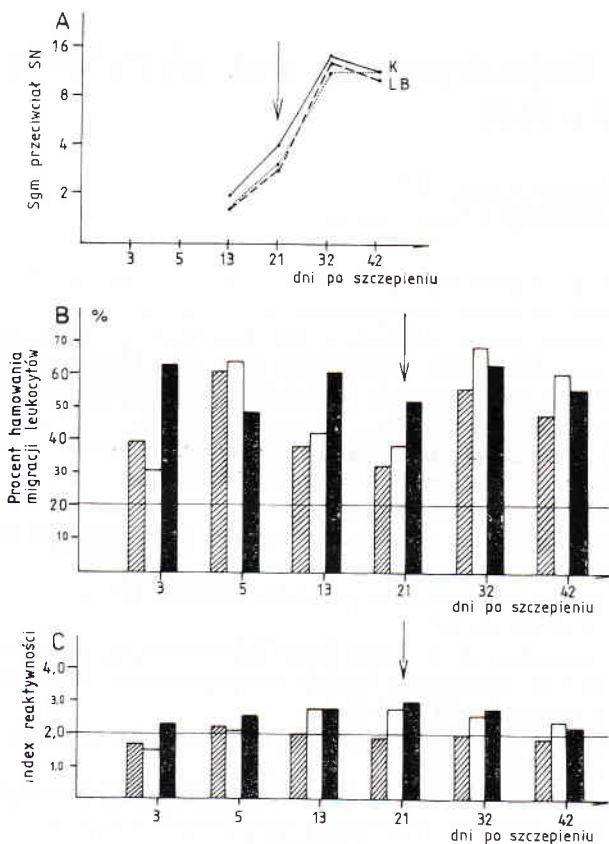 A
Sgm przeciwciał SN
16
8
4
2
K
LB
3 5 13 21 32 42
dni po szczepieniu
B %
Procent hamowania
migracji leukocytów
70
60
50
40
30
20
10
3 5 13 21 32 42
dni po szczepieniu
C
Index reaktywności
4,0
3,0
2,0
1,0
3 5 13 21 32 42
dni po szczepieniu